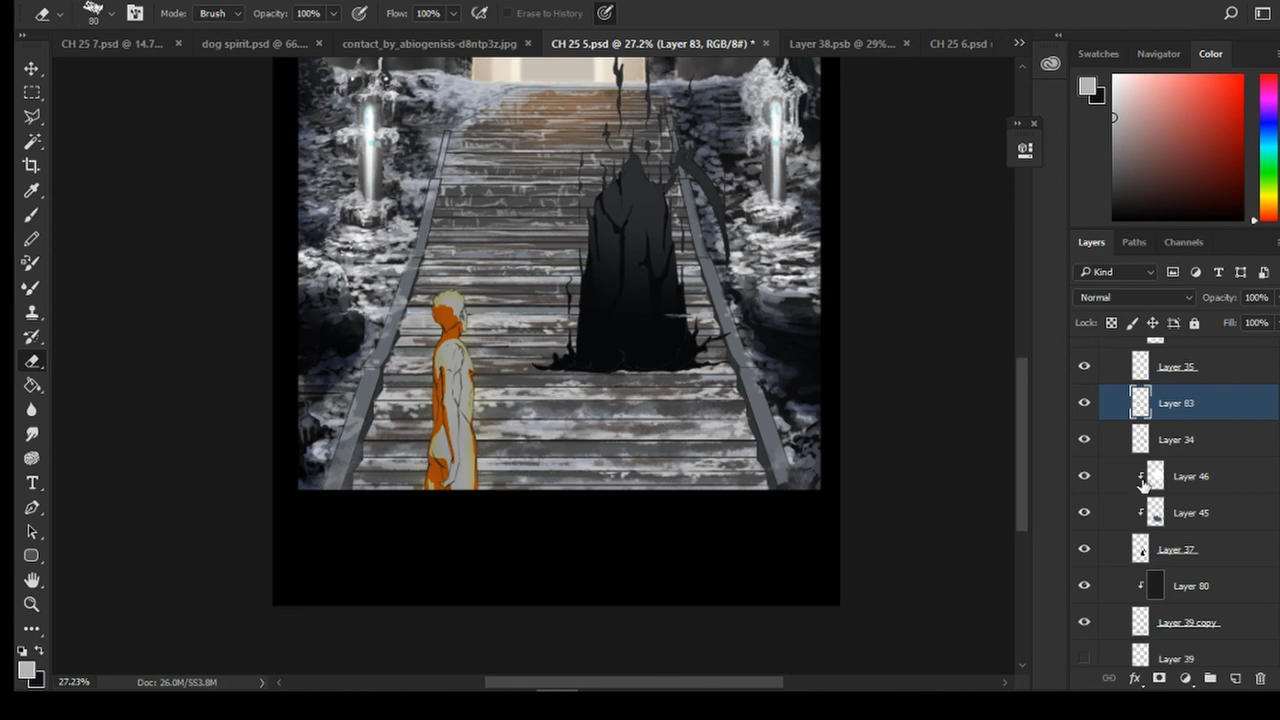 80 Mode: Brush Opacity: 100% Flow: 100% Erase to History
CH 25 7.psd @ 14.7... × dog spirit.psd @ 66.... × contact_by_abiogenisis-d8ntp3z.jpg × CH 25 5.psd @ 27.2% (Layer 83, RGB/8#) * × Layer 38.psb @ 29%... × CH 25 6.psd
Swatches Navigator Color
Layers Paths Channels
Kind
Normal Opacity: 100%
Lock: Fill: 100%
Layer 35
Layer 83
Layer 34
Layer 46
Layer 45
Layer 37
Layer 80
Layer 39 copy
Layer 39
27.23% Doc: 26.0M/553.8M